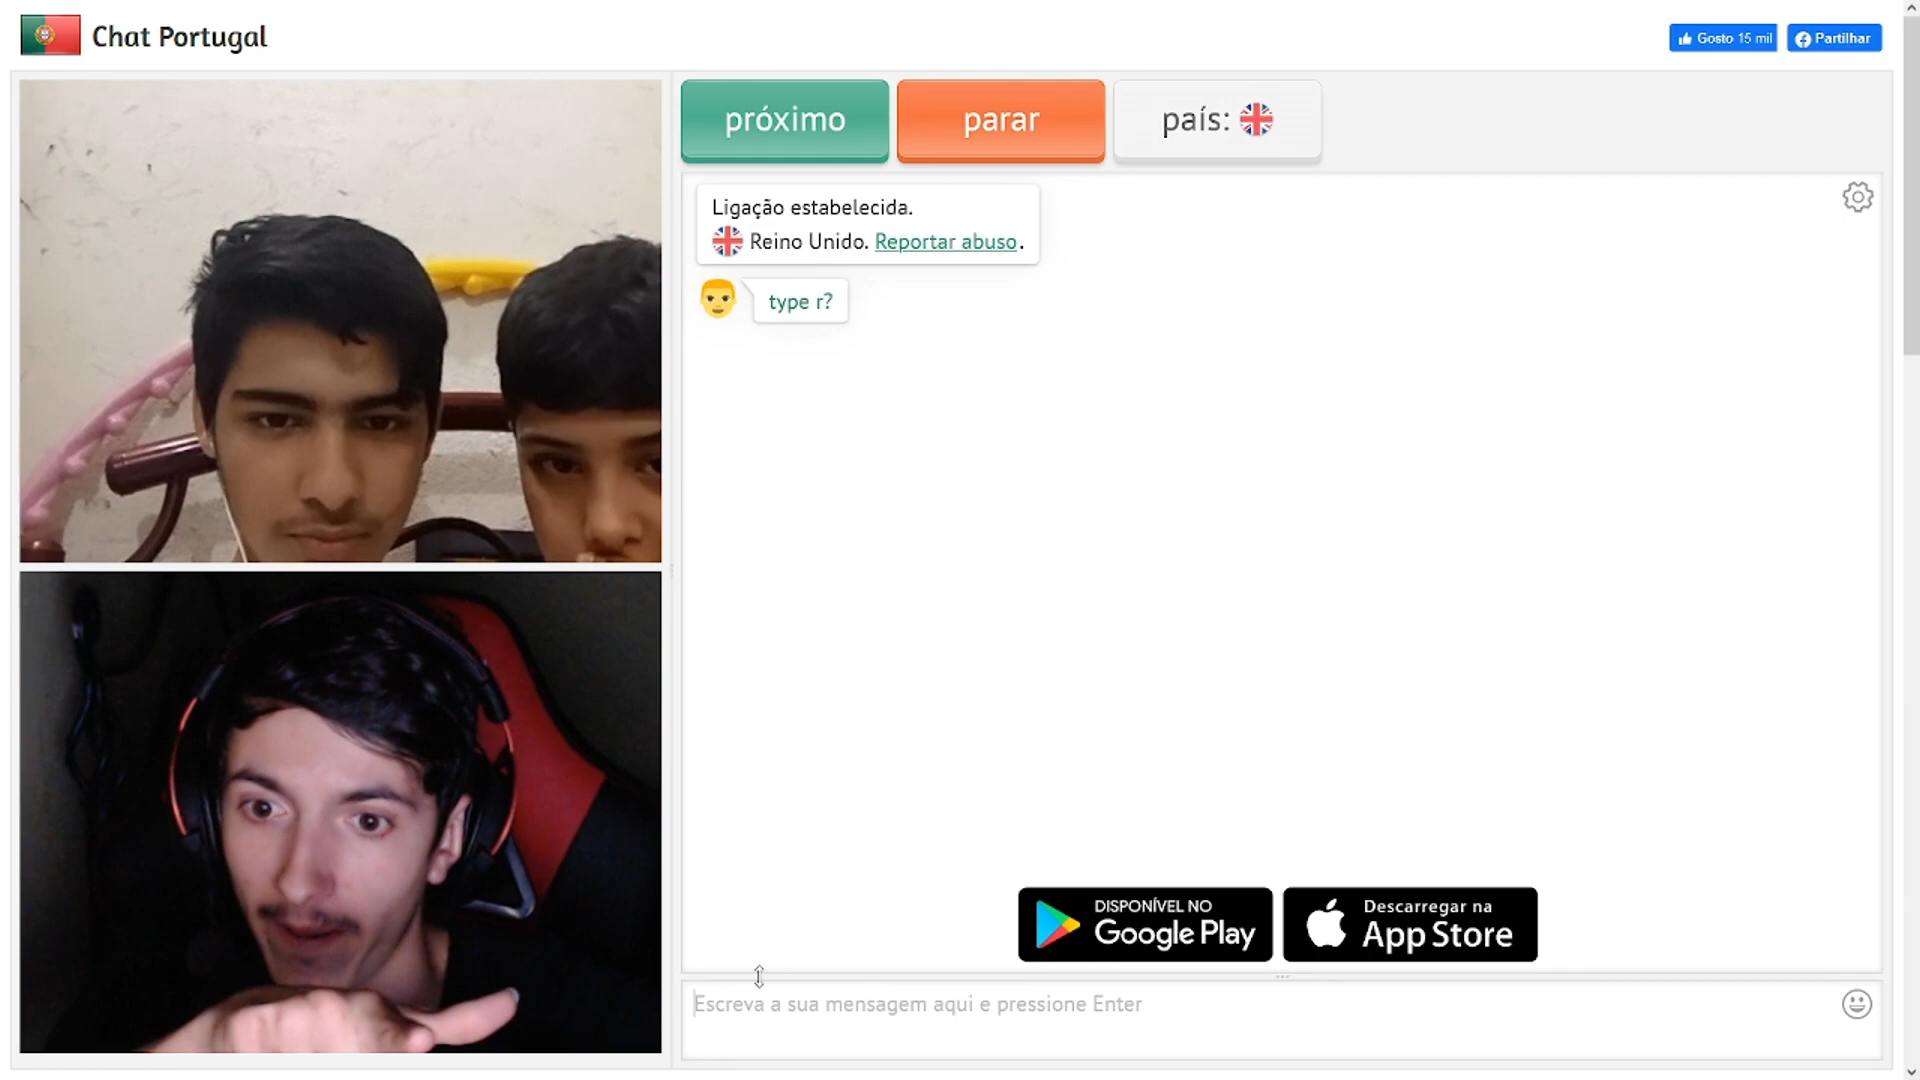 Chat Portugal
Gosto 15 mil
Partilhar
próximo
parar
país:
Ligação estabelecida.
Reino Unido. Reportar abuso.
type r?
DISPONÍVEL NO
Google Play
Descarregar na
App Store
Escreva a sua mensagem aqui e pressione Enter